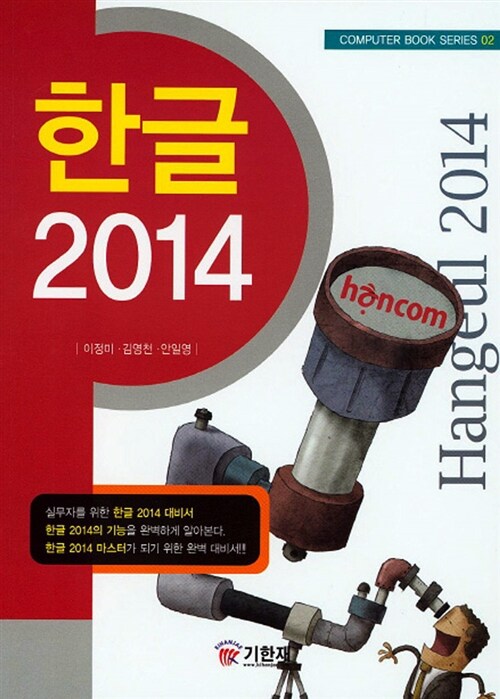 COMPUTER BOOK SERIES 02
한글
2014
| 이정미 · 김영천 · 안일영 |
hancom
Hangeul 2014
실무자를 위한 한글 2014 대비서
한글 2014의 기능을 완벽하게 알아본다.
한글 2014 마스터가 되기 위한 완벽 대비서!!
KIHANJAE
기한재